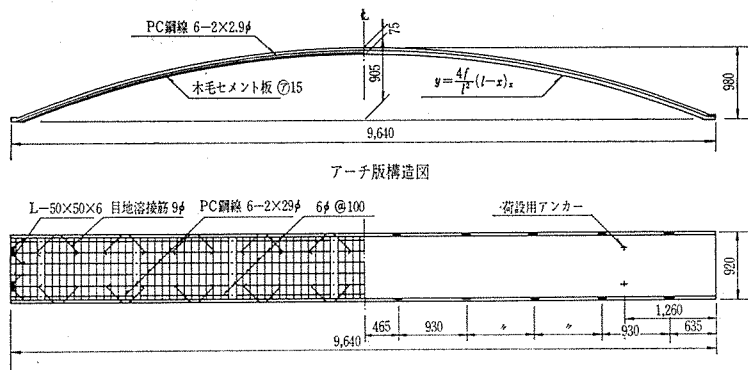 ℄
75
PC鋼線 6-2×2.9φ
905
980
木毛セメント板 ㋐15
y=4f/l²(l-x)x
9,640
アーチ版構造図
L-50×50×6 目地溶接筋 9φ PC鋼線 6-2×29φ 6φ @100
荷設用アンカー
920
1,260
465 930 〃 〃 930 635
9,640